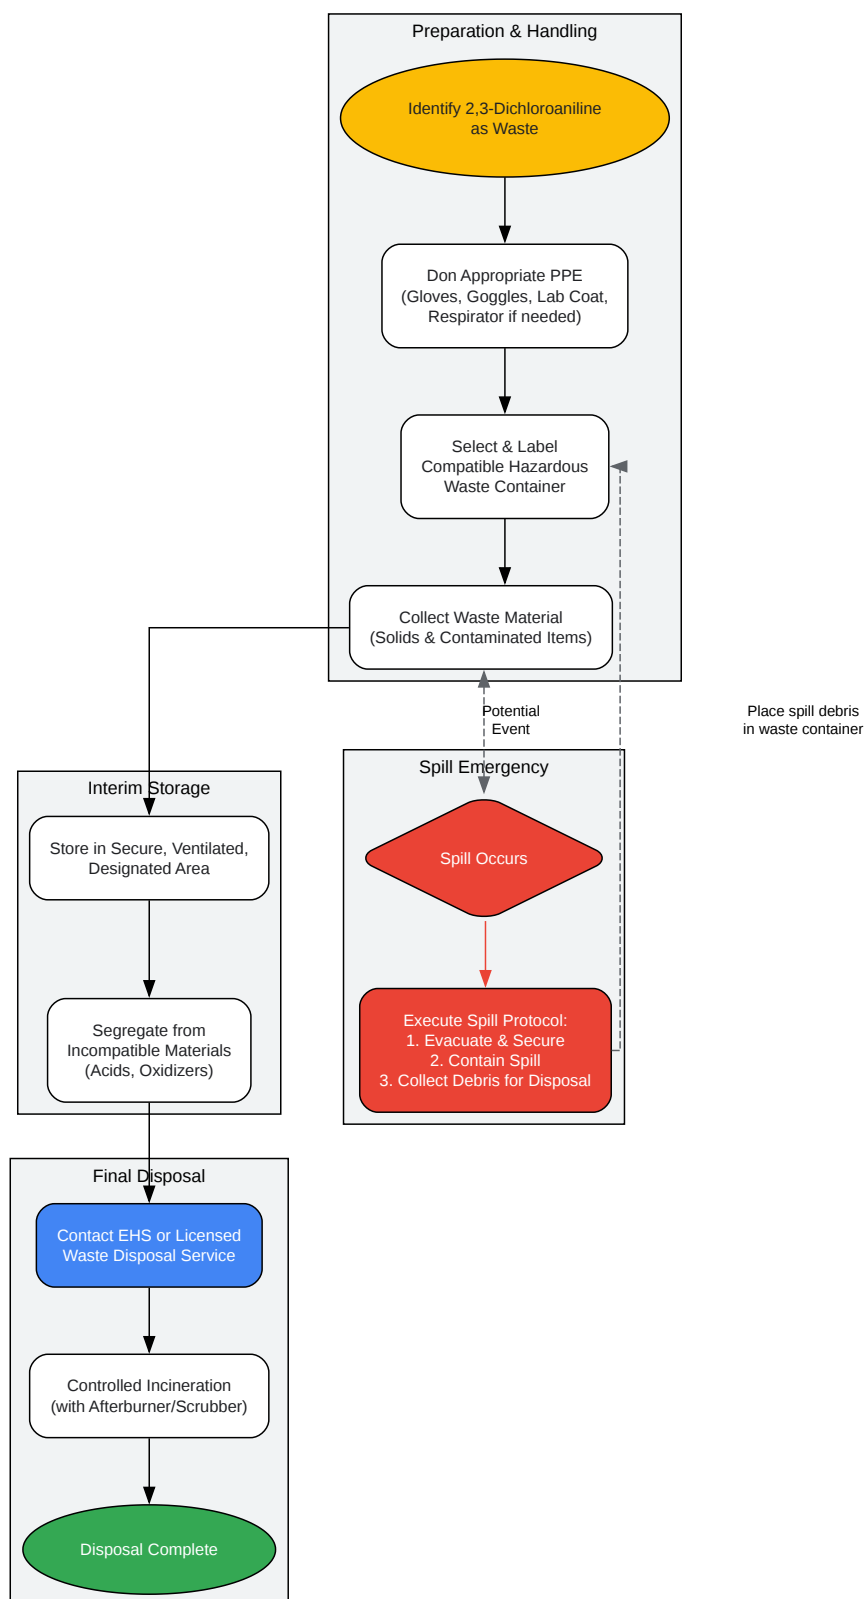 Preparation & Handling
Identify 2,3-Dichloroaniline
as Waste
Don Appropriate PPE
(Gloves, Goggles, Lab Coat,
Respirator if needed)
Select & Label
Compatible Hazardous
Waste Container
Collect Waste Material
(Solids & Contaminated Items)
Potential
Event
Place spill debris
in waste container
Spill Emergency
Spill Occurs
Execute Spill Protocol:
1. Evacuate & Secure
2. Contain Spill
3. Collect Debris for Disposal
Interim Storage
Store in Secure, Ventilated,
Designated Area
Segregate from
Incompatible Materials
(Acids, Oxidizers)
Final Disposal
Contact EHS or Licensed
Waste Disposal Service
Controlled Incineration
(with Afterburner/Scrubber)
Disposal Complete